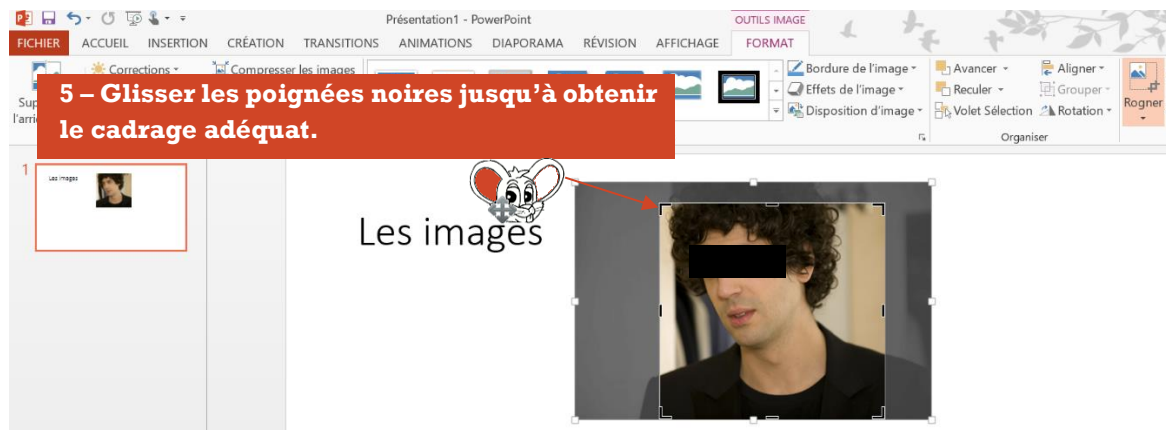 Présentation1 - PowerPoint
OUTILS IMAGE
FICHIER ACCUEIL INSERTION CRÉATION TRANSITIONS ANIMATIONS DIAPORAMA RÉVISION AFFICHAGE FORMAT
Corrections
Compresser les images
Bordure de l'image
Avancer
Aligner
5 – Glisser les poignées noires jusqu'à obtenir
Effets de l'image
Reculer
Grouper
Rogner
le cadrage adéquat.
Disposition d'image
Volet Sélection
Rotation
Organiser
1
Les images
Les images